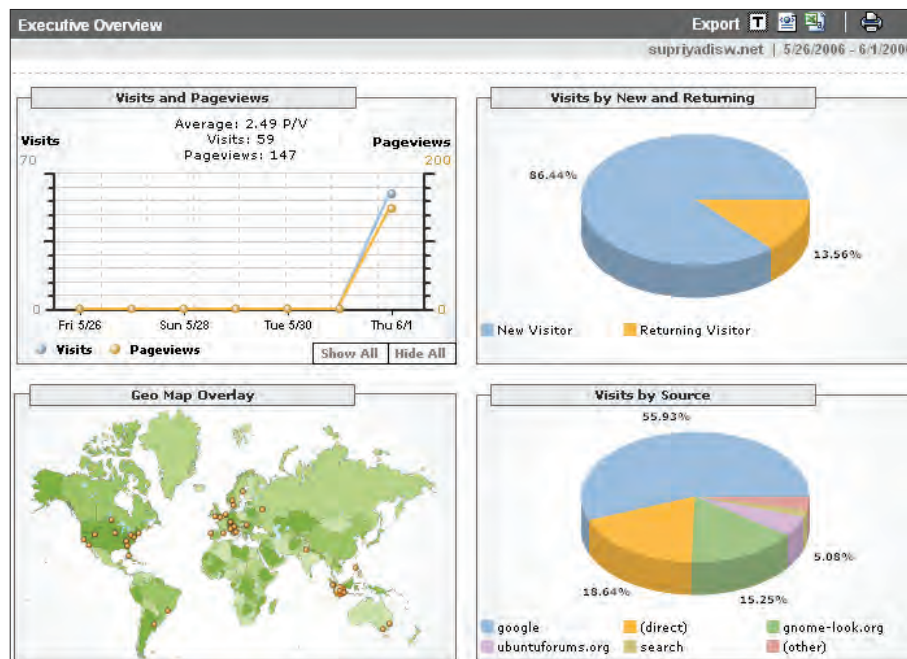 Executive Overview
Export T
supriyadisw.net | 5/26/2006 - 6/1/200
Visits and Pageviews
Average: 2.49 P/V
Visits: 59
Pageviews: 147
Visits
Pageviews
70
200
0
0
Fri 5/26
Sun 5/28
Tue 5/30
Thu 6/1
Visits
Pageviews
Show All
Hide All
Visits by New and Returning
86.44%
13.56%
New Visitor
Returning Visitor
Geo Map Overlay
Visits by Source
55.93%
5.08%
18.64%
15.25%
google
(direct)
gnome-look.org
ubuntuforums.org
search
(other)